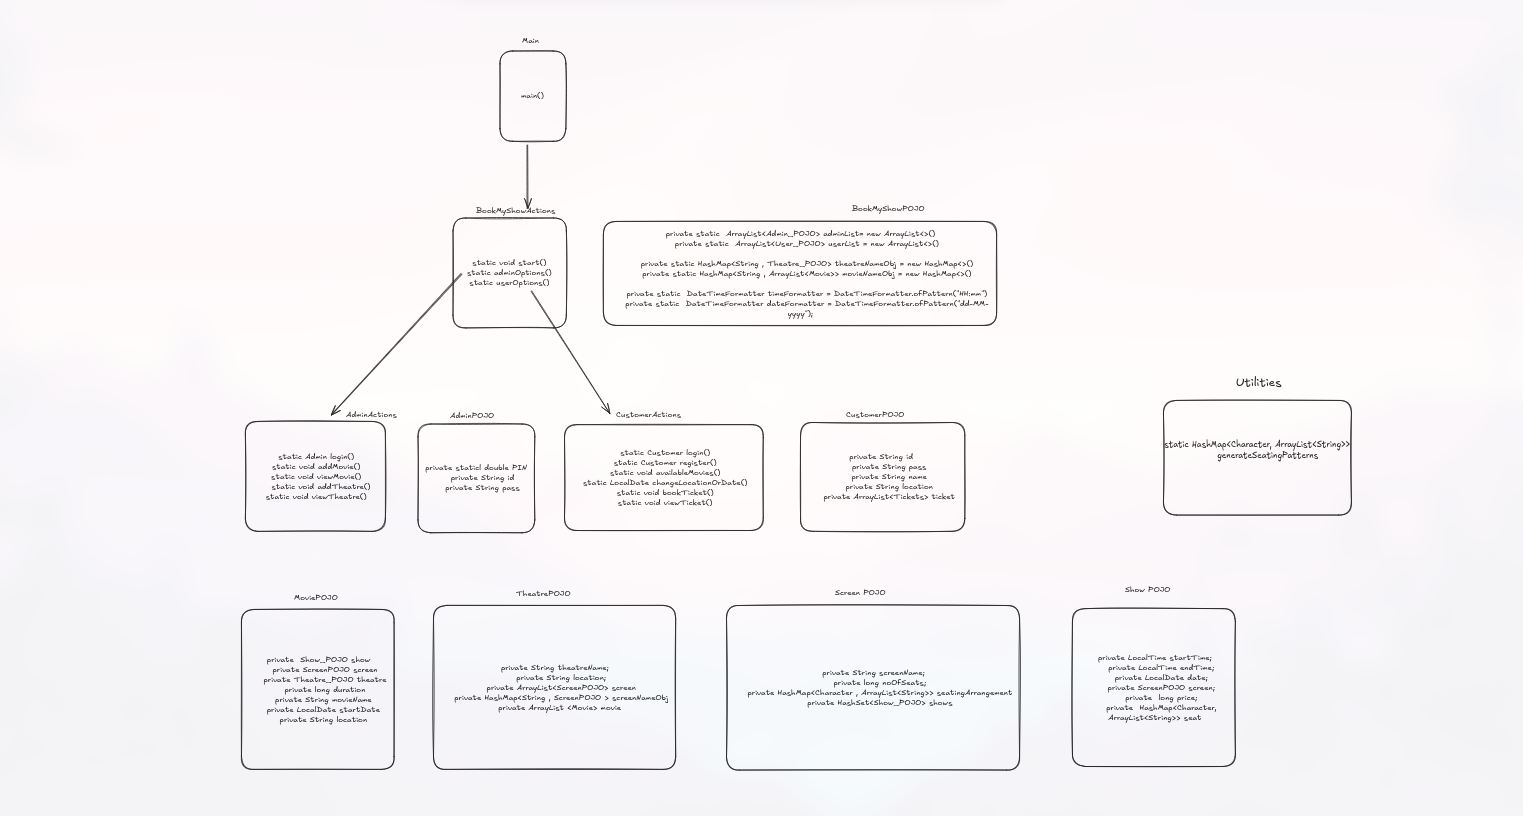 Main
main()
BookMyShowActions
static void start()
static adminOptions()
static userOptions()
BookMyShowPOJO
private static ArrayList<Admin_POJO> adminList= new ArrayList<>()
private static ArrayList<User_POJO> userList = new ArrayList<>()
private static HashMap<String , Theatre_POJO> theatreNameObj = new HashMap<>()
private static HashMap<String , ArrayList<Movie>> movieNameObj = new HashMap<>()
private static DateTimeFormatter timeFormatter = DateTimeFormatter.ofPattern("HH:mm")
private static DateTimeFormatter dateFormatter = DateTimeFormatter.ofPattern("dd-MM-
yyyy");
Utilities
static HashMap<Character, ArrayList<String>>
generateSeatingPatterns
AdminActions
static Admin login()
static void addMovie()
static void viewMovie()
static void addTheatre()
static void viewTheatre()
AdminPOJO
private staticl double PIN
private String id
private String pass
CustomerActions
static Customer login()
static Customer register()
static void availableMovies()
static LocalDate changeLocationOrDate()
static void bookTicket()
static void viewTicket()
CustomerPOJO
private String id
private String pass
private String name
private String location
private ArrayList<Tickets> ticket
MoviePOJO
private Show_POJO show
private ScreenPOJO screen
private Theatre_POJO theatre
private long duration
private String movieName
private LocalDate startDate
private String location
TheatrePOJO
private String theatreName;
private String location;
private ArrayList<ScreenPOJO> screen
private HashMap<String , ScreenPOJO > screenNameObj
private ArrayList <Movie> movie
Screen POJO
private String screenName;
private long noOfSeats;
private HashMap<Character , ArrayList<String>> seatingArrangement
private HashSet<Show_POJO> shows
Show POJO
private LocalTime startTime;
private LocalTime endTime;
private LocalDate date;
private ScreenPOJO screen;
private long price;
private HashMap<Character,
ArrayList<String>> seat